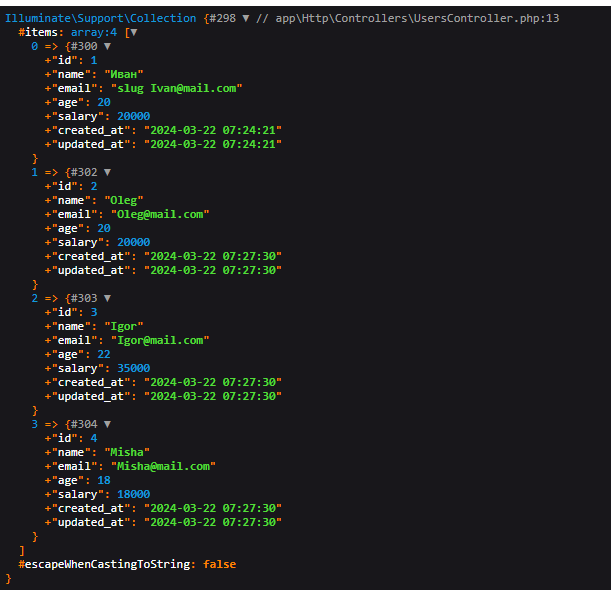 Illuminate\Support\Collection {#298 ▼ // app\Http\Controllers\UsersController.php:13
#items: array:4 [▼
0 => {#300 ▼
+"id": 1
+"name": "Иван"
+"email": "slug Ivan@mail.com"
+"age": 20
+"salary": 20000
+"created_at": "2024-03-22 07:24:21"
+"updated_at": "2024-03-22 07:24:21"
}
1 => {#302 ▼
+"id": 2
+"name": "Oleg"
+"email": "Oleg@mail.com"
+"age": 20
+"salary": 20000
+"created_at": "2024-03-22 07:27:30"
+"updated_at": "2024-03-22 07:27:30"
}
2 => {#303 ▼
+"id": 3
+"name": "Igor"
+"email": "Igor@mail.com"
+"age": 22
+"salary": 35000
+"created_at": "2024-03-22 07:27:30"
+"updated_at": "2024-03-22 07:27:30"
}
3 => {#304 ▼
+"id": 4
+"name": "Misha"
+"email": "Misha@mail.com"
+"age": 18
+"salary": 18000
+"created_at": "2024-03-22 07:27:30"
+"updated_at": "2024-03-22 07:27:30"
}
]
#escapeWhenCastingToString: false
}